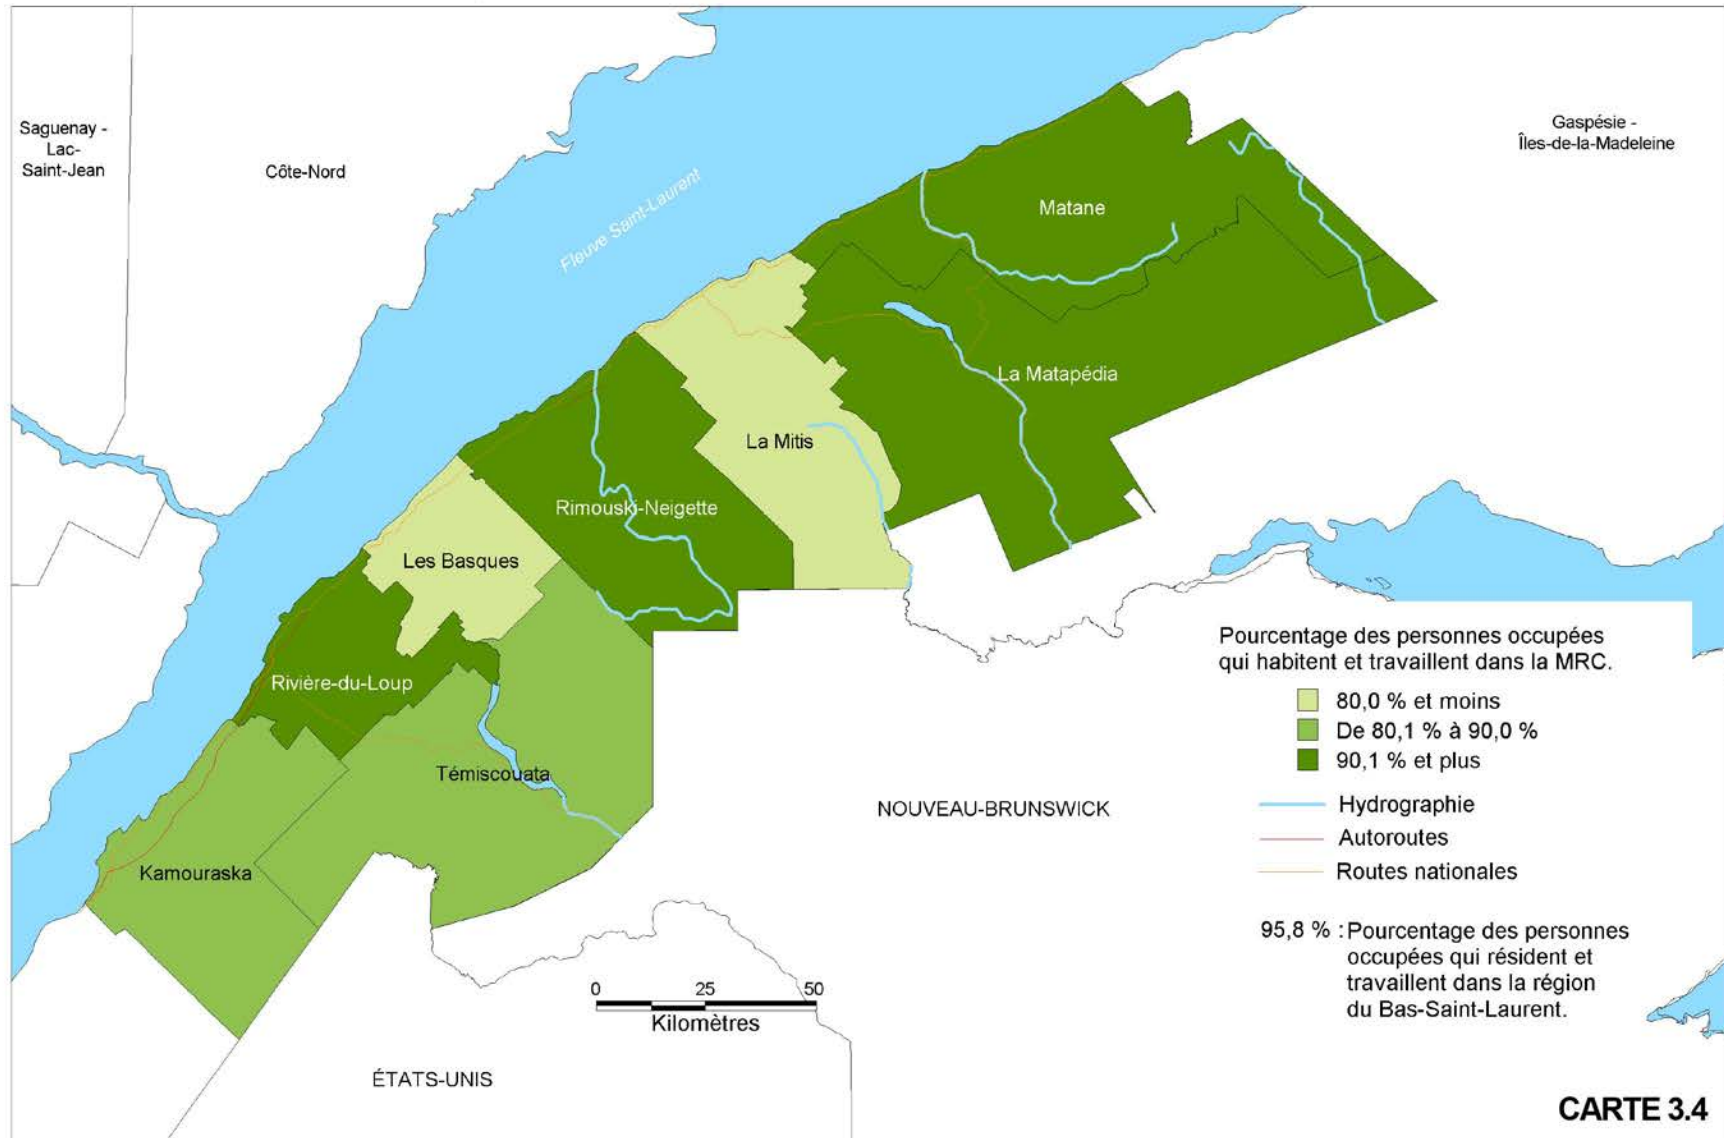 Saguenay -
Lac-
Saint-Jean
Côte-Nord
Gaspésie -
Îles-de-la-Madeleine
Fleuve Saint-Laurent
Matane
La Matapédia
La Mitis
Rimouski-Neigette
Les Basques
Rivière-du-Loup
Témiscouata
Kamouraska
NOUVEAU-BRUNSWICK
ÉTATS-UNIS
0 25 50
Kilomètres
Pourcentage des personnes occupées
qui habitent et travaillent dans la MRC.
80,0 % et moins
De 80,1 % à 90,0 %
90,1 % et plus
Hydrographie
Autoroutes
Routes nationales
95,8 % : Pourcentage des personnes
occupées qui résident et
travaillent dans la région
du Bas-Saint-Laurent.
CARTE 3.4